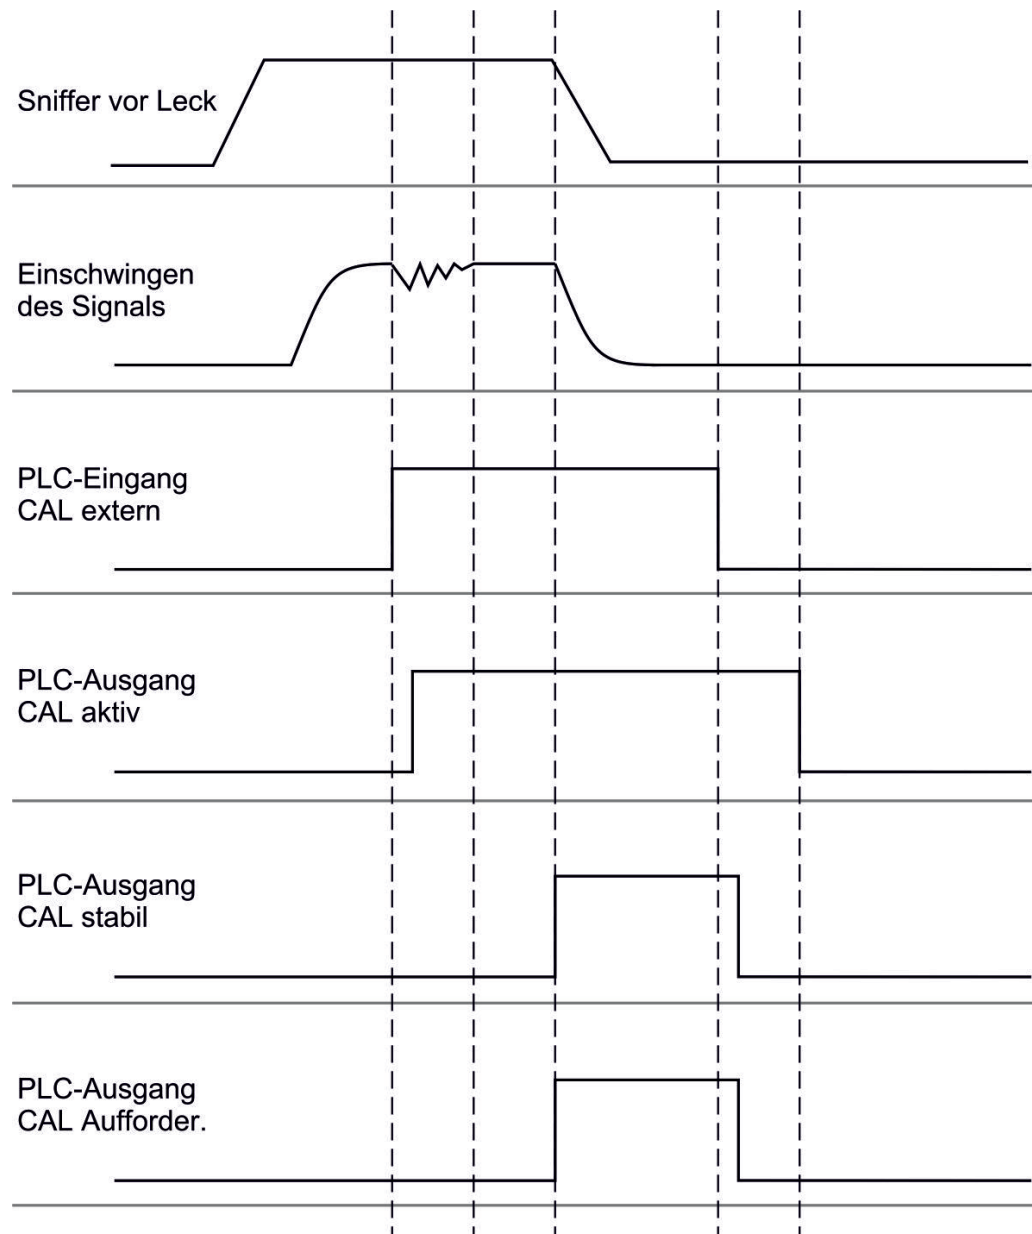 Sniffer vor Leck
Einschwingen
des Signals
PLC-Eingang
CAL extern
PLC-Ausgang
CAL aktiv
PLC-Ausgang
CAL stabil
PLC-Ausgang
CAL Aufforder.